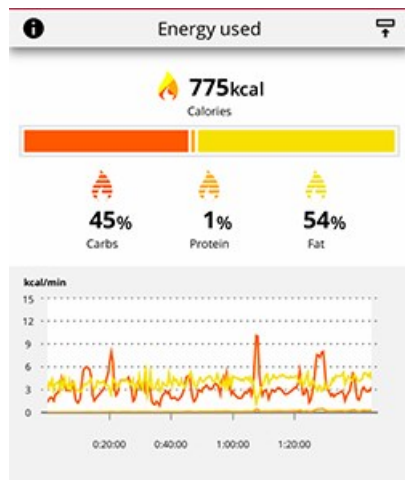 Energy used
775kcal
Calories
45% 1% 54%
Carbs Protein Fat
kcal/min
15
12
9
6
3
0
0:20:00 0:40:00 1:00:00 1:20:00